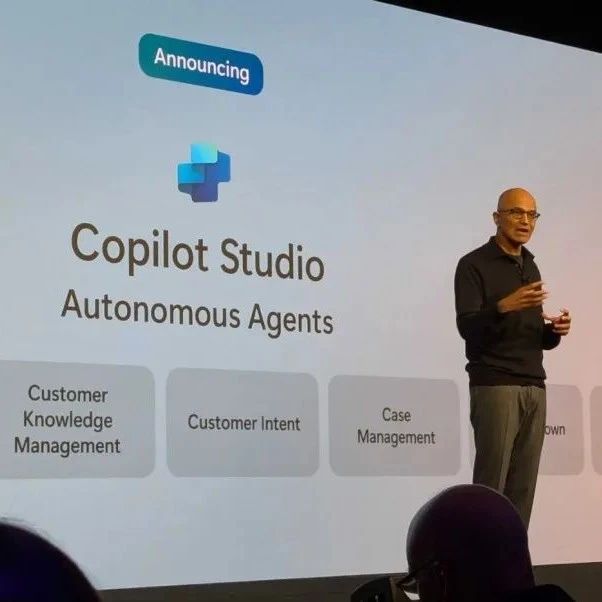 Announcing
Copilot Studio
Autonomous Agents
Customer
Knowledge
Management
Customer Intent
Case
Management